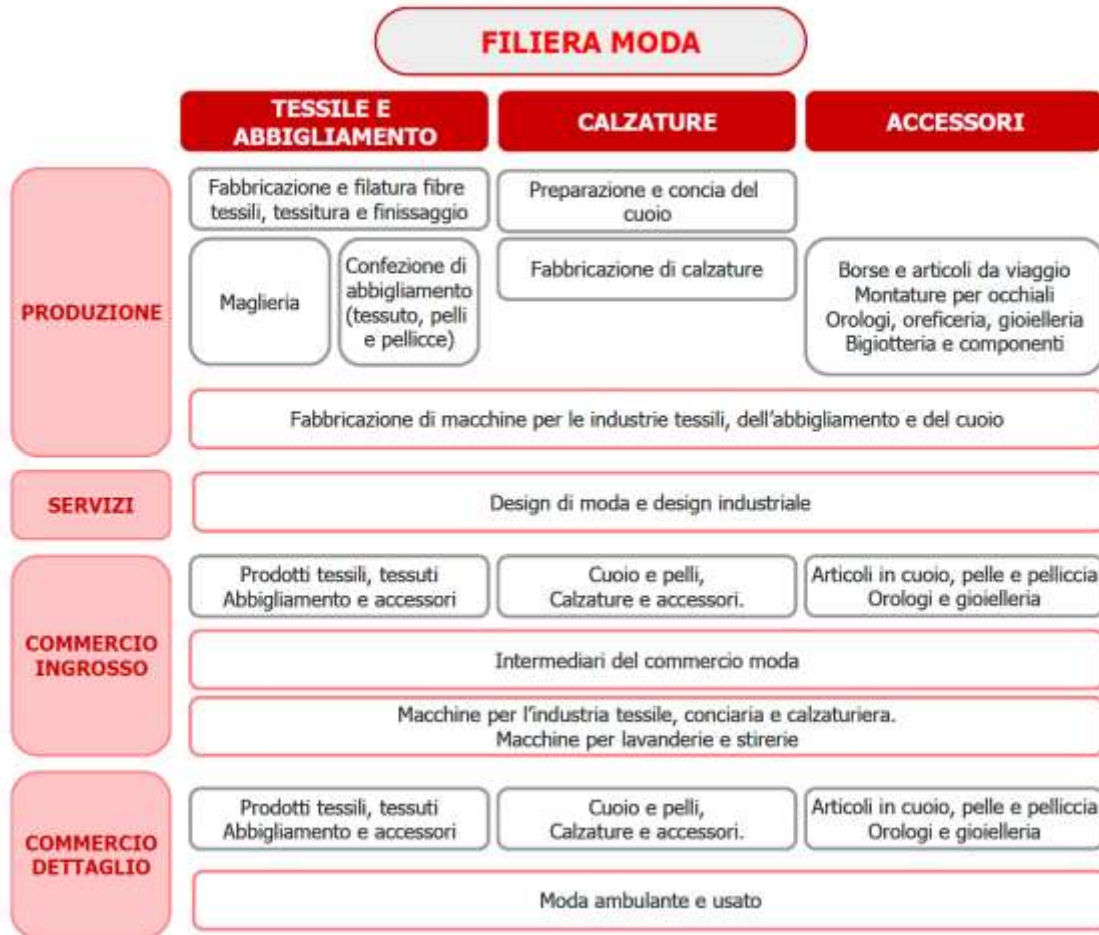 FILIERA MODA
TESSILE E
ABBIGLIAMENTO
CALZATURE
ACCESSORI
PRODUZIONE
Fabbricazione e filatura fibre
tessili, tessitura e finissaggio
Preparazione e concia del
cuoio
Maglieria
Confezione di
abbigliamento
(tessuto, pelli
e pellicce)
Fabbricazione di calzature
Borse e articoli da viaggio
Montature per occhiali
Orologi, oreficeria, gioielleria
Bigiotteria e componenti
Fabbricazione di macchine per le industrie tessili, dell'abbigliamento e del cuoio
SERVIZI
Design di moda e design industriale
COMMERCIO
INGROSSO
Prodotti tessili, tessuti
Abbigliamento e accessori
Cuoio e pelli,
Calzature e accessori.
Articoli in cuoio, pelle e pelliccia
Orologi e gioielleria
Intermediari del commercio moda
Macchine per l'industria tessile, conciaria e calzaturiera.
Macchine per lavanderie e stirerie
COMMERCIO
DETTAGLIO
Prodotti tessili, tessuti
Abbigliamento e accessori
Cuoio e pelli,
Calzature e accessori.
Articoli in cuoio, pelle e pelliccia
Orologi e gioielleria
Moda ambulante e usato